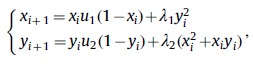 x_{i+1} = x_i u_1(1 − x_i) + λ_1 y_i^2
y_{i+1} = y_i u_2(1 − y_i) + λ_2(x_i^2 + x_i y_i) ,